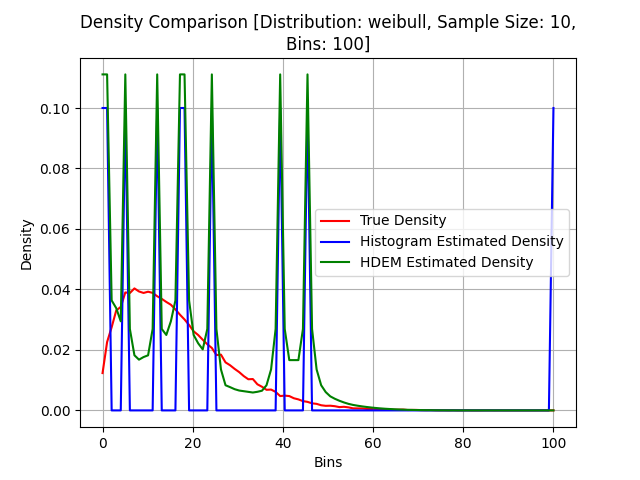 Density Comparison [Distribution: weibull, Sample Size: 10,
Bins: 100]
Density
0.10
0.08
0.06
0.04
0.02
0.00
True Density
Histogram Estimated Density
HDEM Estimated Density
0 20 40 60 80 100
Bins